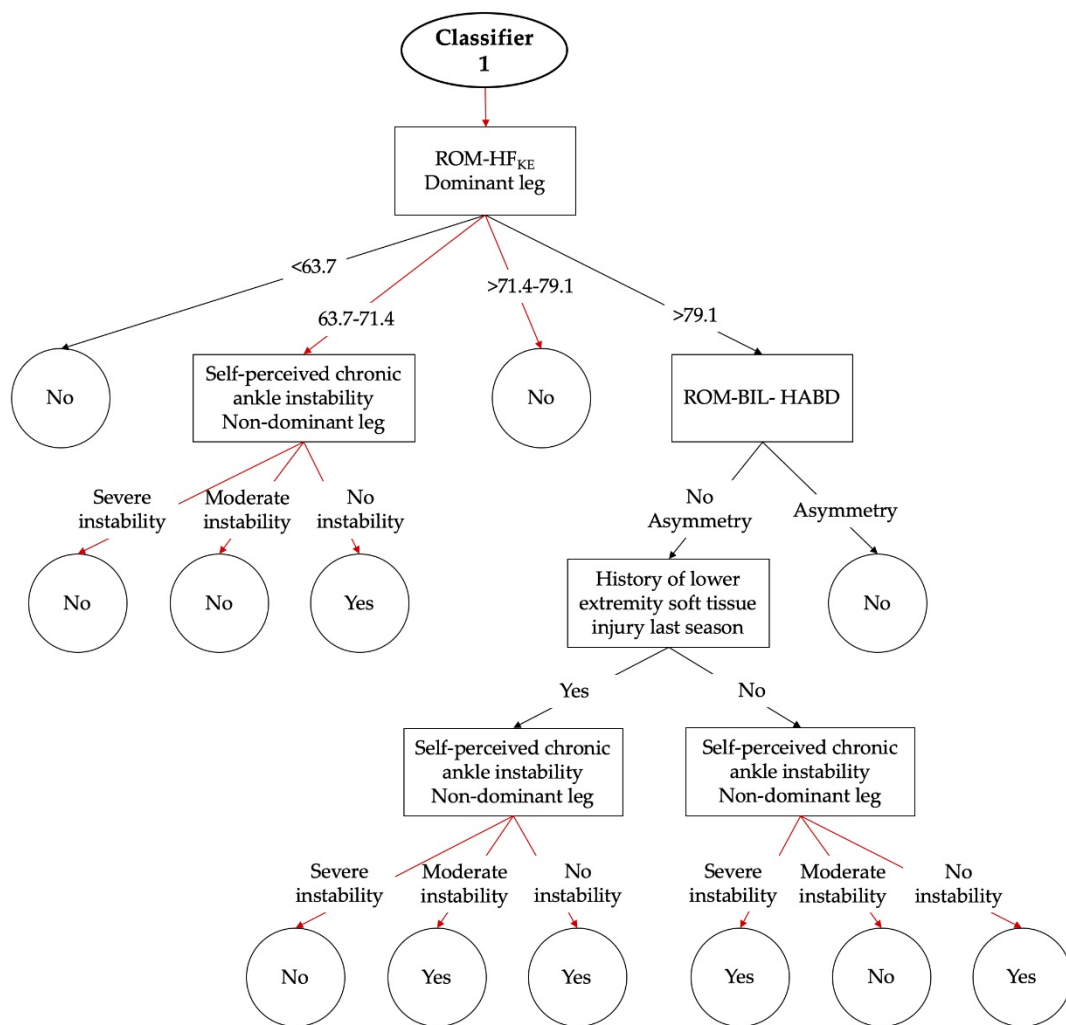 Classifier
1
ROM-HFKE
Dominant leg
<63.7
63.7-71.4
>71.4-79.1
>79.1
No
Self-perceived chronic
ankle instability
Non-dominant leg
No
ROM-BIL- HABD
Severe
instability
Moderate
instability
No
instability
No
Asymmetry
Asymmetry
No
No
Yes
History of lower
extremity soft tissue
injury last season
No
Yes
No
Self-perceived chronic
ankle instability
Non-dominant leg
Self-perceived chronic
ankle instability
Non-dominant leg
Severe
instability
Moderate
instability
No
instability
Severe
instability
Moderate
instability
No
instability
No
Yes
Yes
Yes
No
Yes